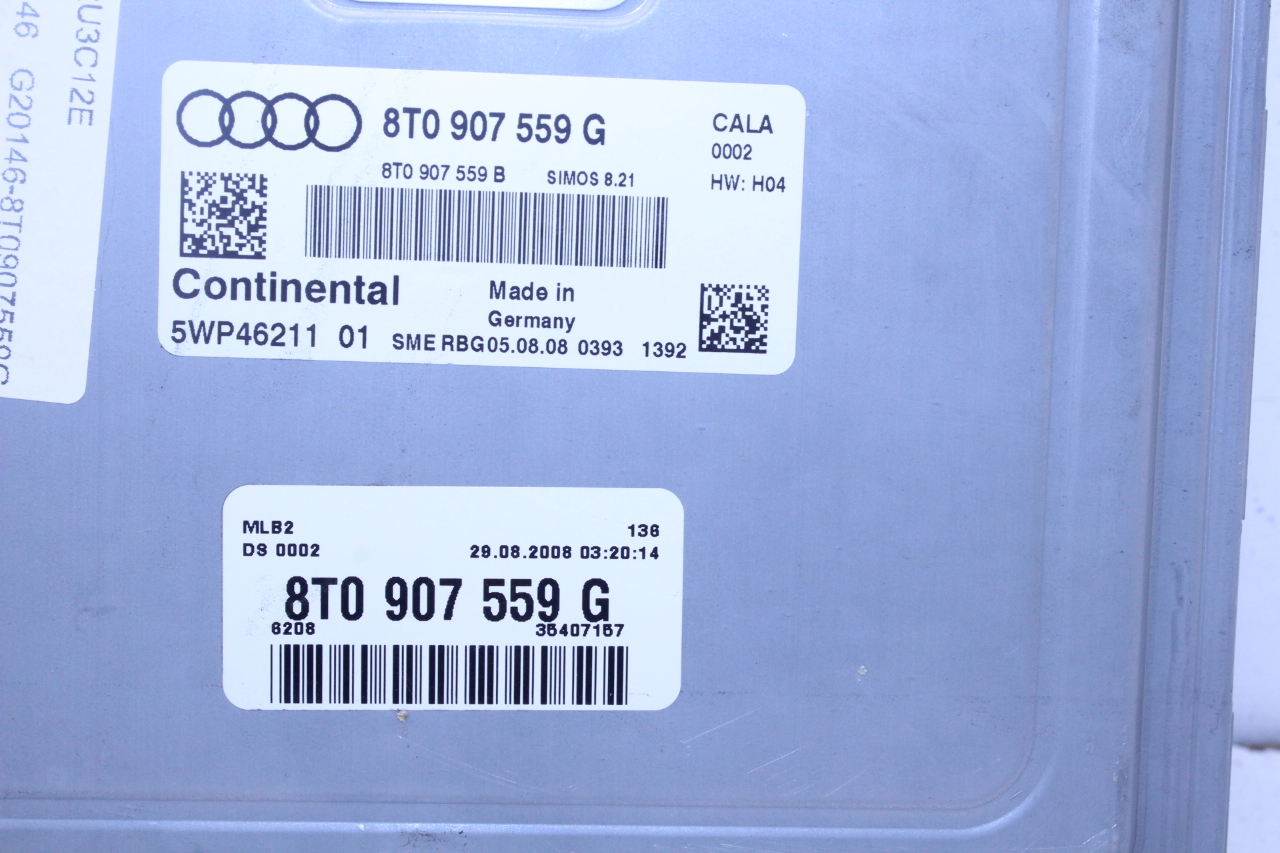 U3C12E
46 G20146-8T0907559G
8T0 907 559 G
CALA
8T0 907 559 B SIMOS 8.21
0002
HW: H04
Continental
Made in
Germany
5WP46211 01 SME RBG05.08.08 0393 1392
MLB2 136
DS 0002 29.08.2008 03:20:14
8T0 907 559 G
6208 35407157